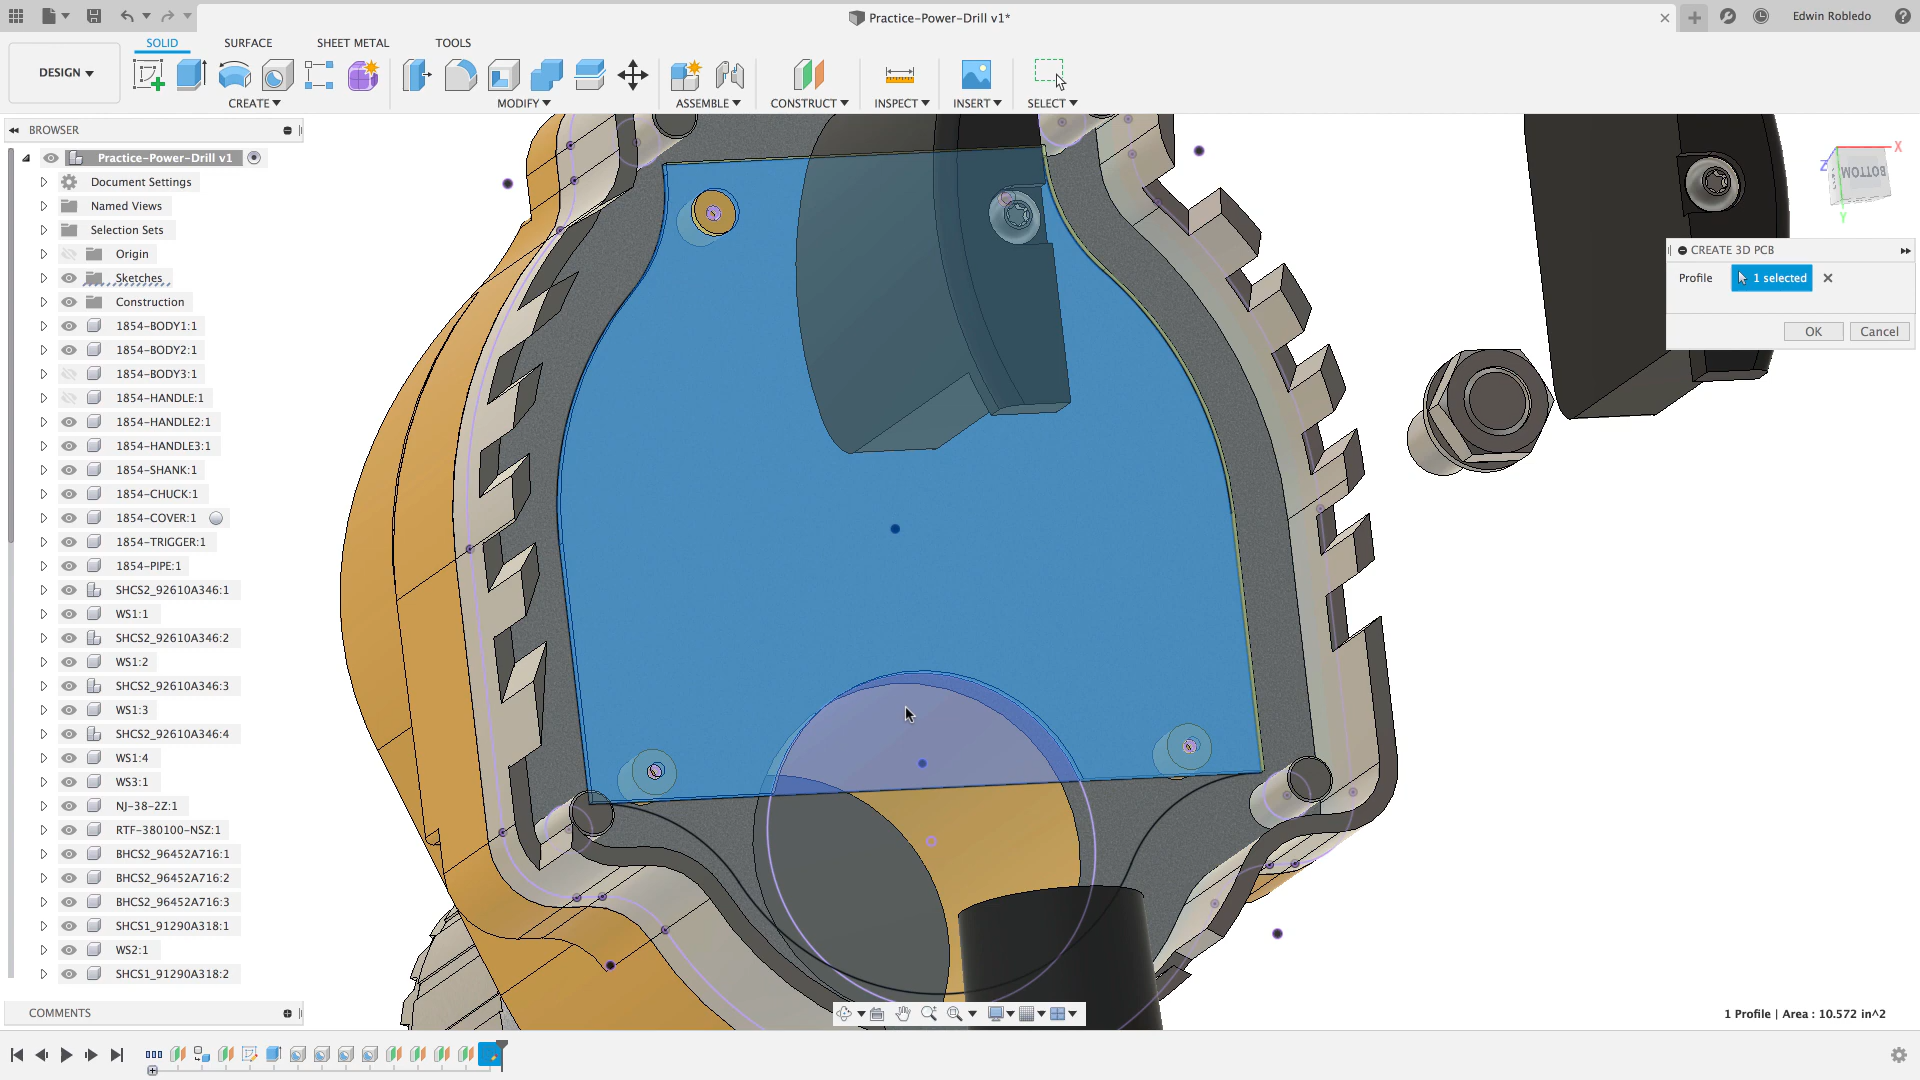 Practice-Power-Drill v1*
Edwin Robledo
SOLID
SURFACE
SHEET METAL
TOOLS
DESIGN
CREATE
MODIFY
ASSEMBLE
CONSTRUCT
INSPECT
INSERT
SELECT
BROWSER
Practice-Power-Drill v1
Document Settings
Named Views
Selection Sets
Origin
Sketches
Construction
1854-BODY1:1
1854-BODY2:1
1854-BODY3:1
1854-HANDLE:1
1854-HANDLE2:1
1854-HANDLE3:1
1854-SHANK:1
1854-CHUCK:1
1854-COVER:1
1854-TRIGGER:1
1854-PIPE:1
SHCS2_92610A346:1
WS1:1
SHCS2_92610A346:2
WS1:2
SHCS2_92610A346:3
WS1:3
SHCS2_92610A346:4
WS1:4
WS3:1
NJ-38-2Z:1
RTF-380100-NSZ:1
BHCS2_96452A716:1
BHCS2_96452A716:2
BHCS2_96452A716:3
SHCS1_91290A318:1
WS2:1
SHCS1_91290A318:2
COMMENTS
X
Z
BOTTOM
Y
CREATE 3D PCB
Profile
1 selected
OK
Cancel
1 Profile | Area : 10.572 in^2